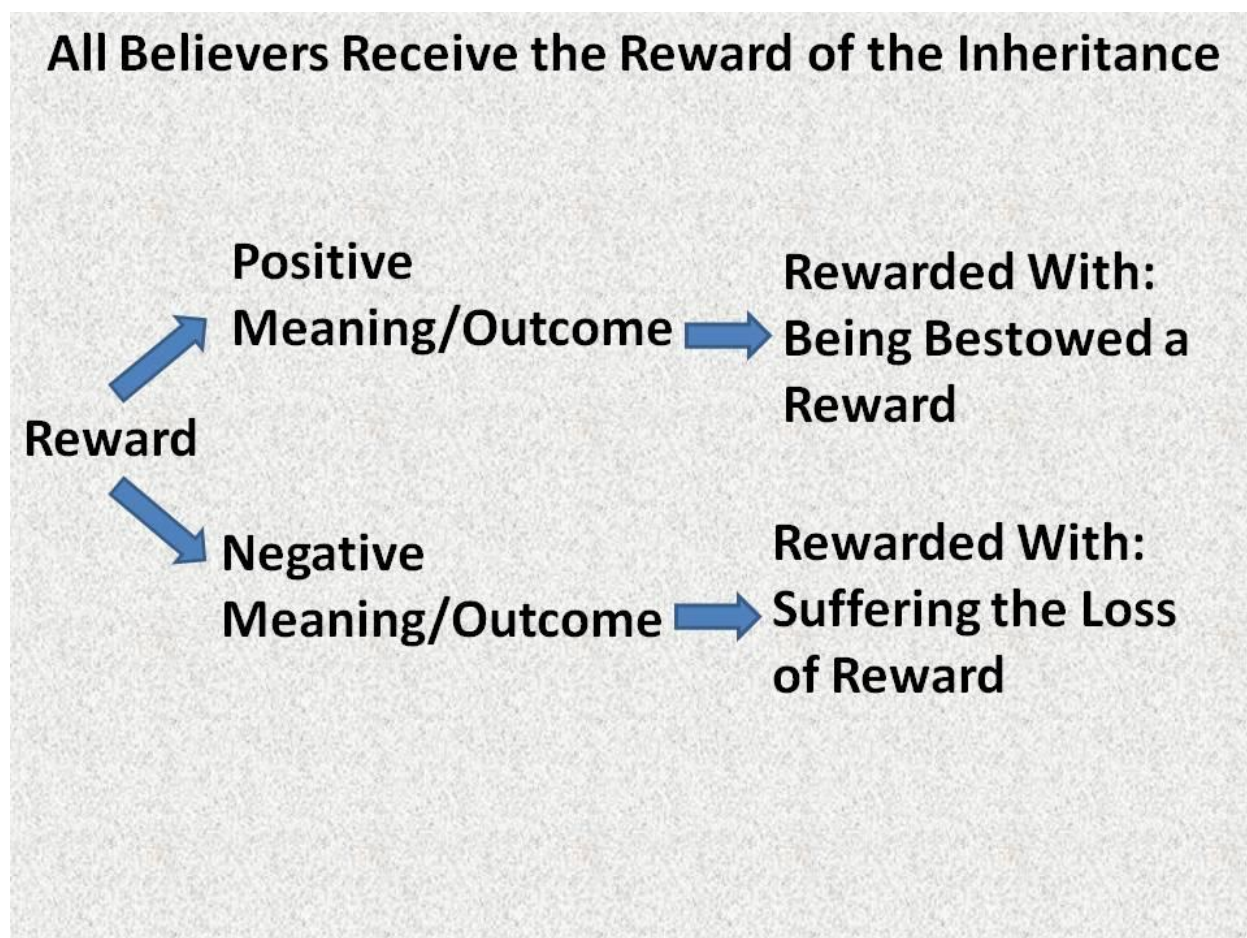 All Believers Receive the Reward of the Inheritance
Positive
Meaning/Outcome
Rewarded With:
Being Bestowed a
Reward
Reward
Negative
Meaning/Outcome
Rewarded With:
Suffering the Loss
of Reward